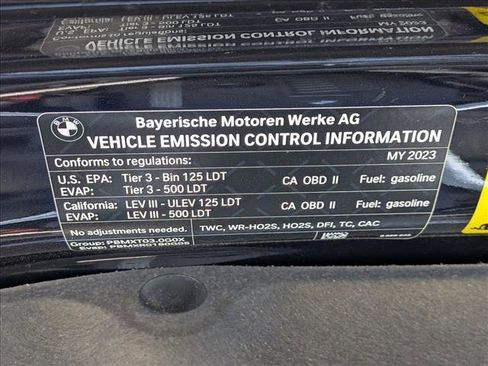 BMW
Bayerische Motoren Werke AG
VEHICLE EMISSION CONTROL INFORMATION
Conforms to regulations: MY 2023
U.S. EPA: Tier 3 - Bin 125 LDT CA OBD II Fuel: gasoline
EVAP: Tier 3 - 500 LDT
California: LEV III - ULEV 125 LDT CA OBD II Fuel: gasoline
EVAP: LEV III - 500 LDT
No adjustments needed. TWC, WR-HO2S, HO2S, DFI, TC, CAC
Group: PBMXT03.0G0X